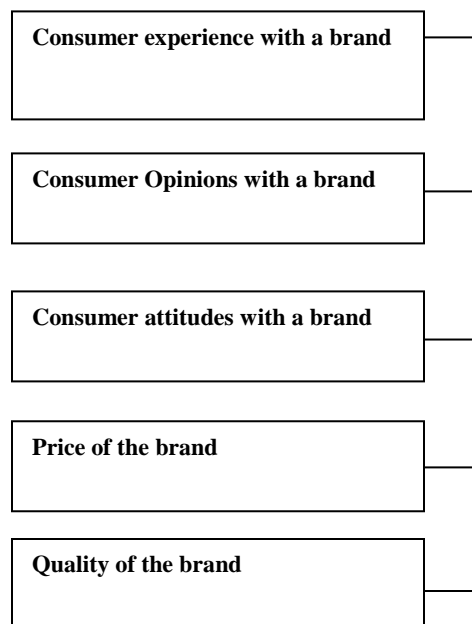 Consumer experience with a brand
Consumer Opinions with a brand
Consumer attitudes with a brand
Price of the brand
Quality of the brand